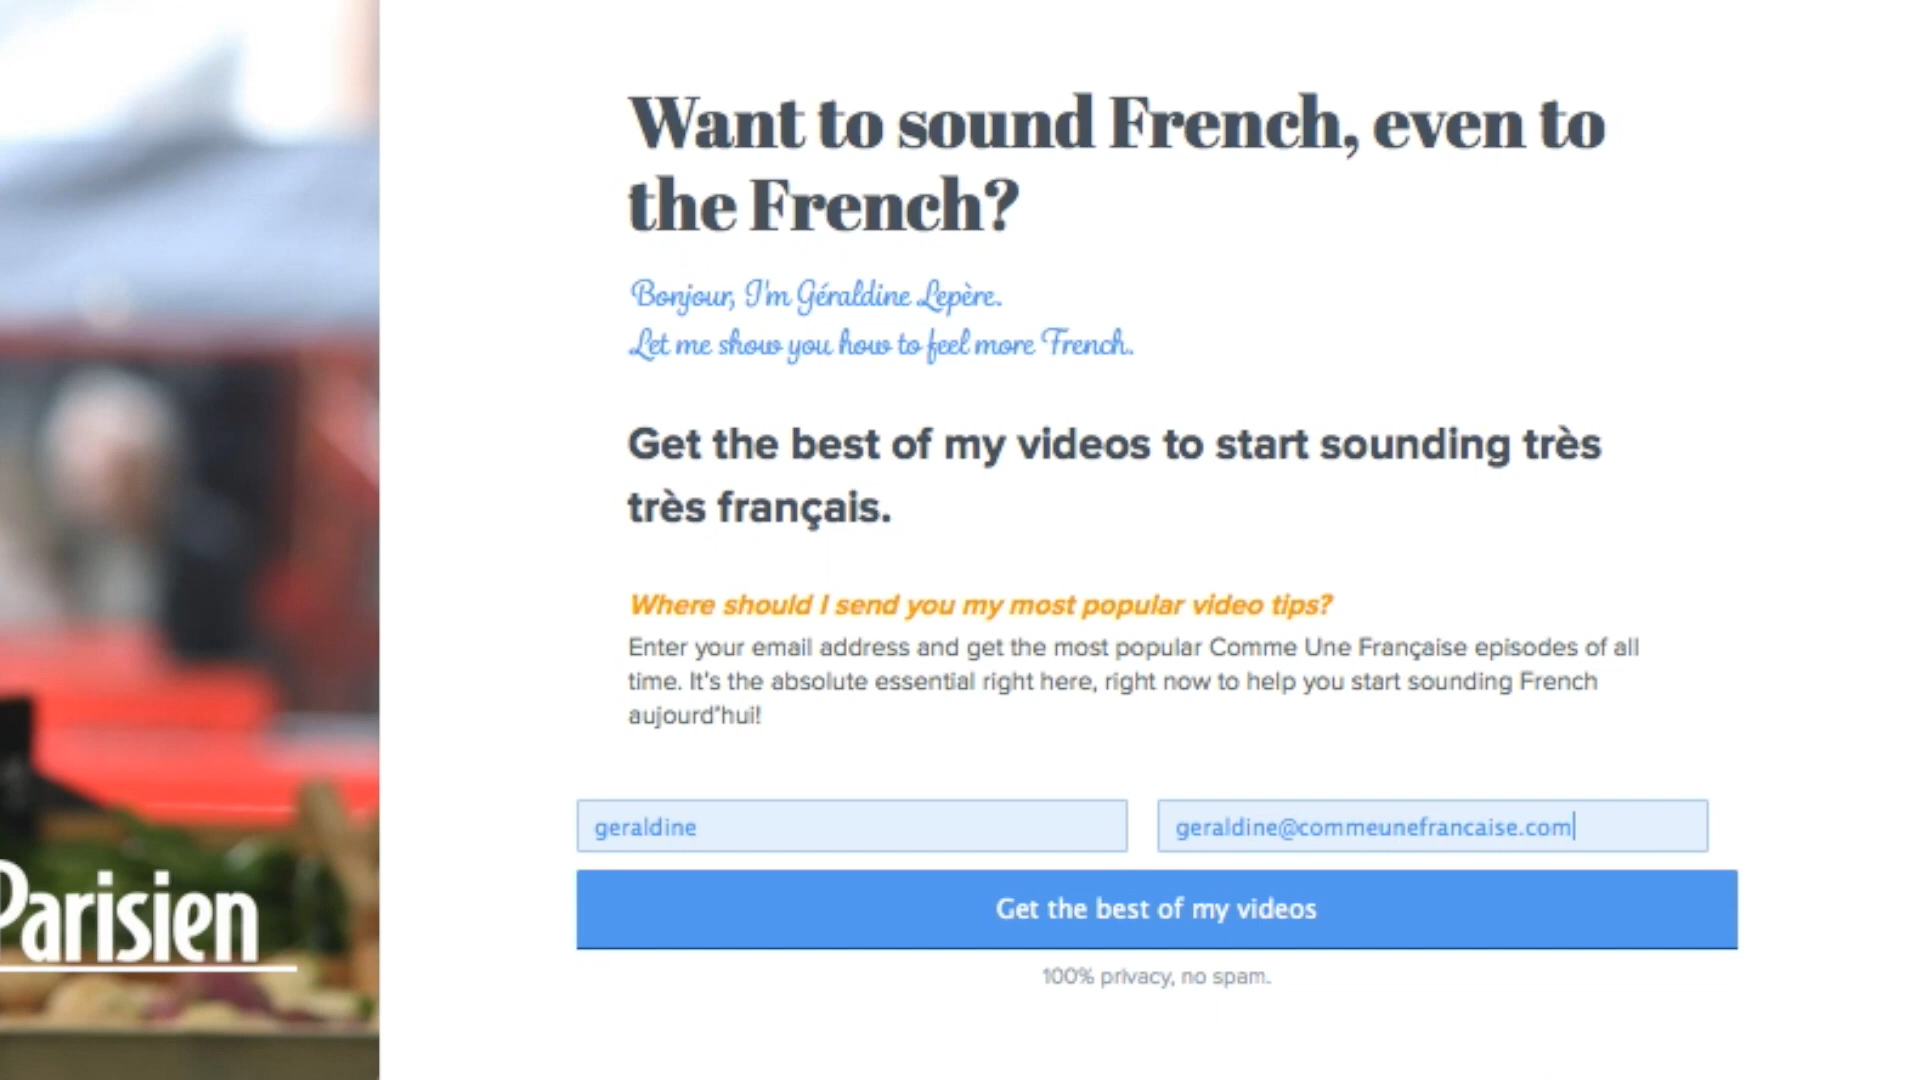 Want to sound French, even to
the French?
Bonjour, I'm Géraldine Lepère.
Let me show you how to feel more French.
Get the best of my videos to start sounding très
très français.
Where should I send you my most popular video tips?
Enter your email address and get the most popular Comme Une Française episodes of all
time. It's the absolute essential right here, right now to help you start sounding French
aujourd'hui!
geraldine
geraldine@commeunefrancaise.com
Get the best of my videos
100% privacy, no spam.
Parisien